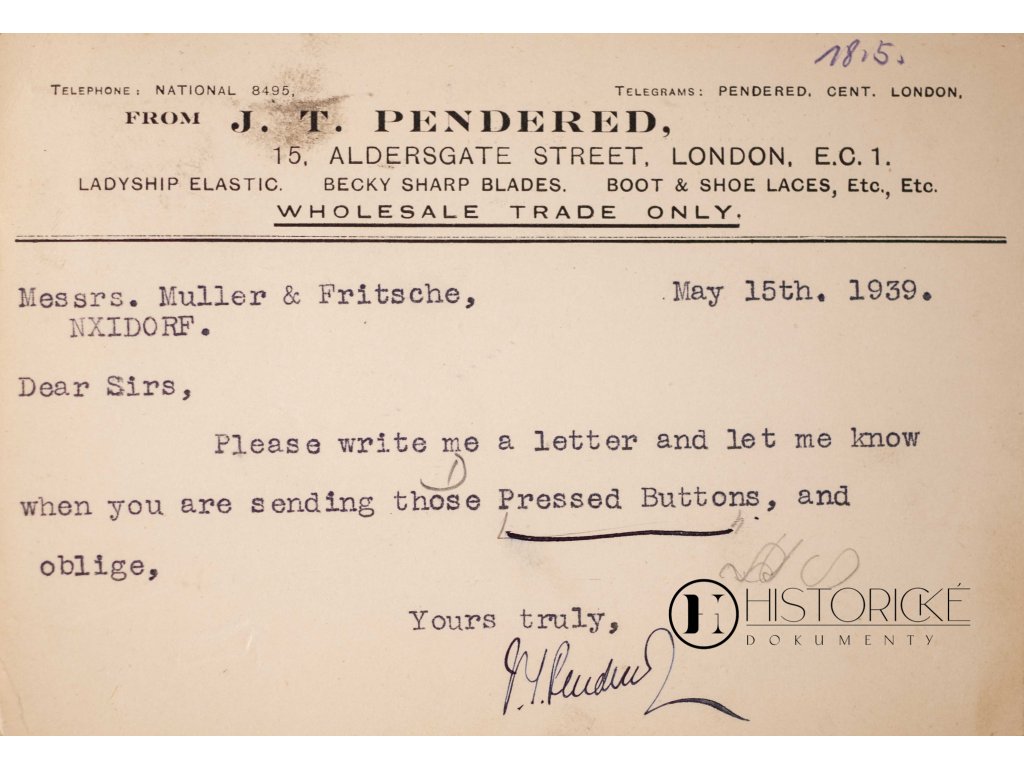 18.5.
TELEPHONE: NATIONAL 8495.
TELEGRAMS: PENDERED, CENT. LONDON,
FROM J. T. PENDERED,
15, ALDERSGATE STREET, LONDON, E.C. 1.
LADYSHIP ELASTIC. BECKY SHARP BLADES. BOOT & SHOE LACES, Etc., Etc.
WHOLESALE TRADE ONLY.
Messrs. Muller & Fritsche, May 15th. 1939.
NXIDORF.
Dear Sirs,
Please write me a letter and let me know
when you are sending those Pressed Buttons, and
oblige,
Yours truly,
J.T. Pendered
HISTORICKÉ
DOKUMENTY